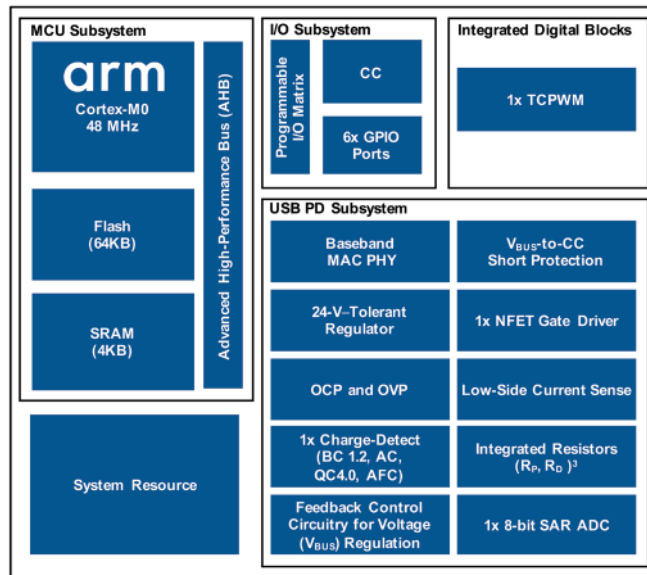 MCU Subsystem
arm
Cortex-M0
48 MHz
Flash
(64KB)
SRAM
(4KB)
Advanced High-Performance Bus (AHB)
System Resource
I/O Subsystem
Programmable
I/O Matrix
CC
6x GPIO
Ports
Integrated Digital Blocks
1x TCPWM
USB PD Subsystem
Baseband
MAC PHY
V_BUS-to-CC
Short Protection
24-V–Tolerant
Regulator
1x NFET Gate Driver
OCP and OVP
Low-Side Current Sense
1x Charge-Detect
(BC 1.2, AC,
QC4.0, AFC)
Integrated Resistors
(R_P, R_D )³
Feedback Control
Circuitry for Voltage
(V_BUS) Regulation
1x 8-bit SAR ADC